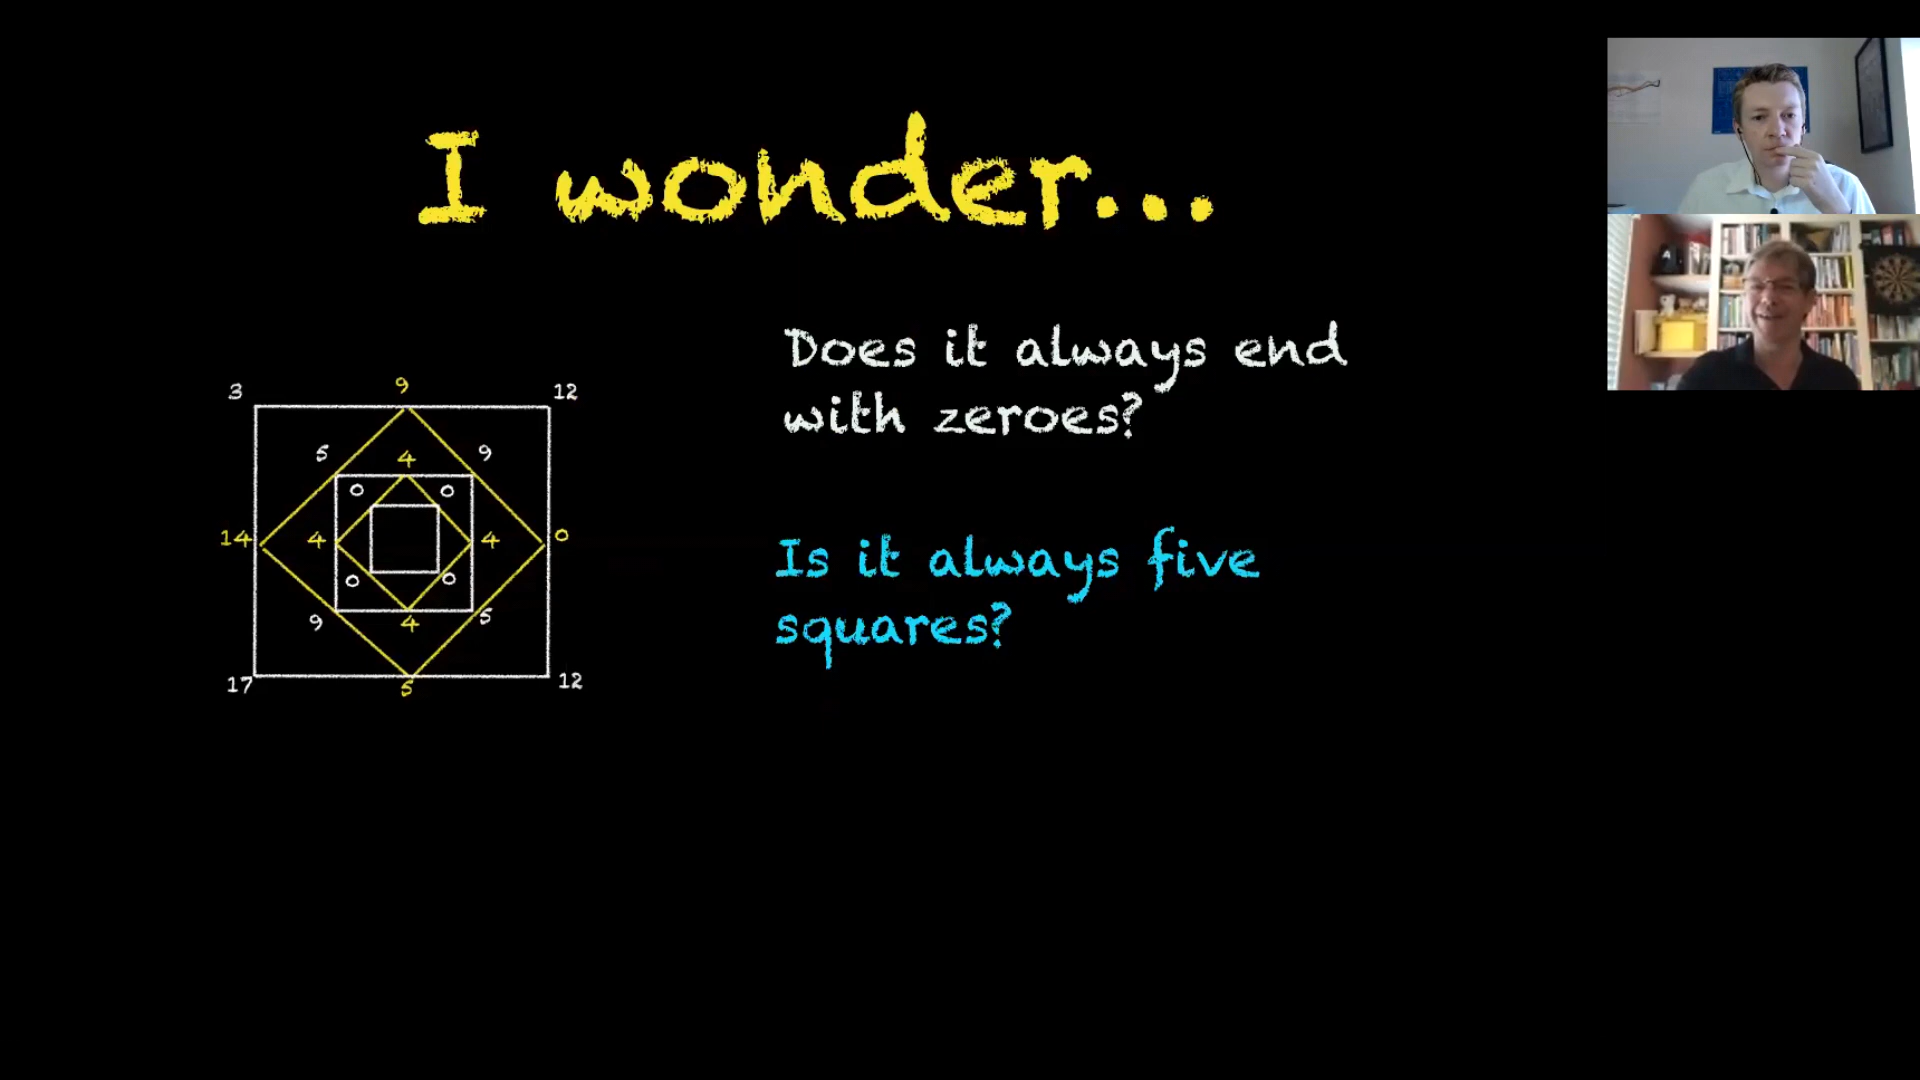 I wonder...
Does it always end
with zeroes?
Is it always five
squares?
3 9 12
5 4 9
0 0
14 4 4 0
0 0
9 4 5
17 5 12